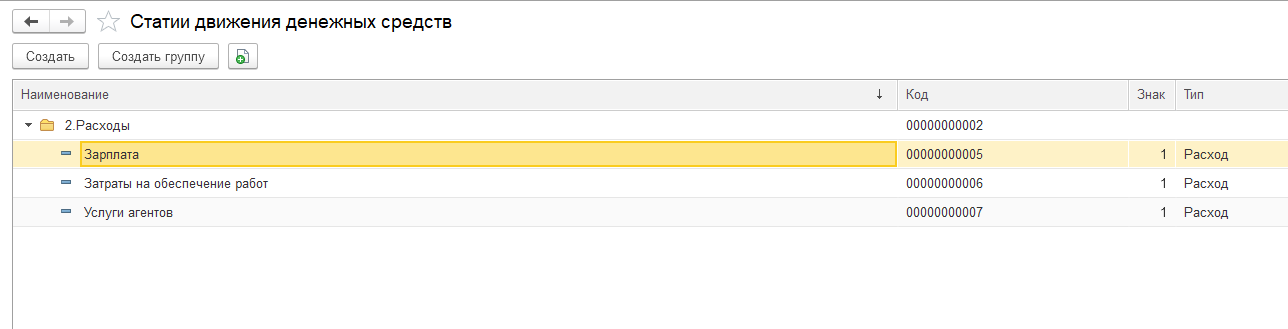 Статии движения денежных средств
Создать Создать группу
Наименование ↓ Код Знак Тип
2.Расходы 00000000002
Зарплата 00000000005 1 Расход
Затраты на обеспечение работ 00000000006 1 Расход
Услуги агентов 00000000007 1 Расход